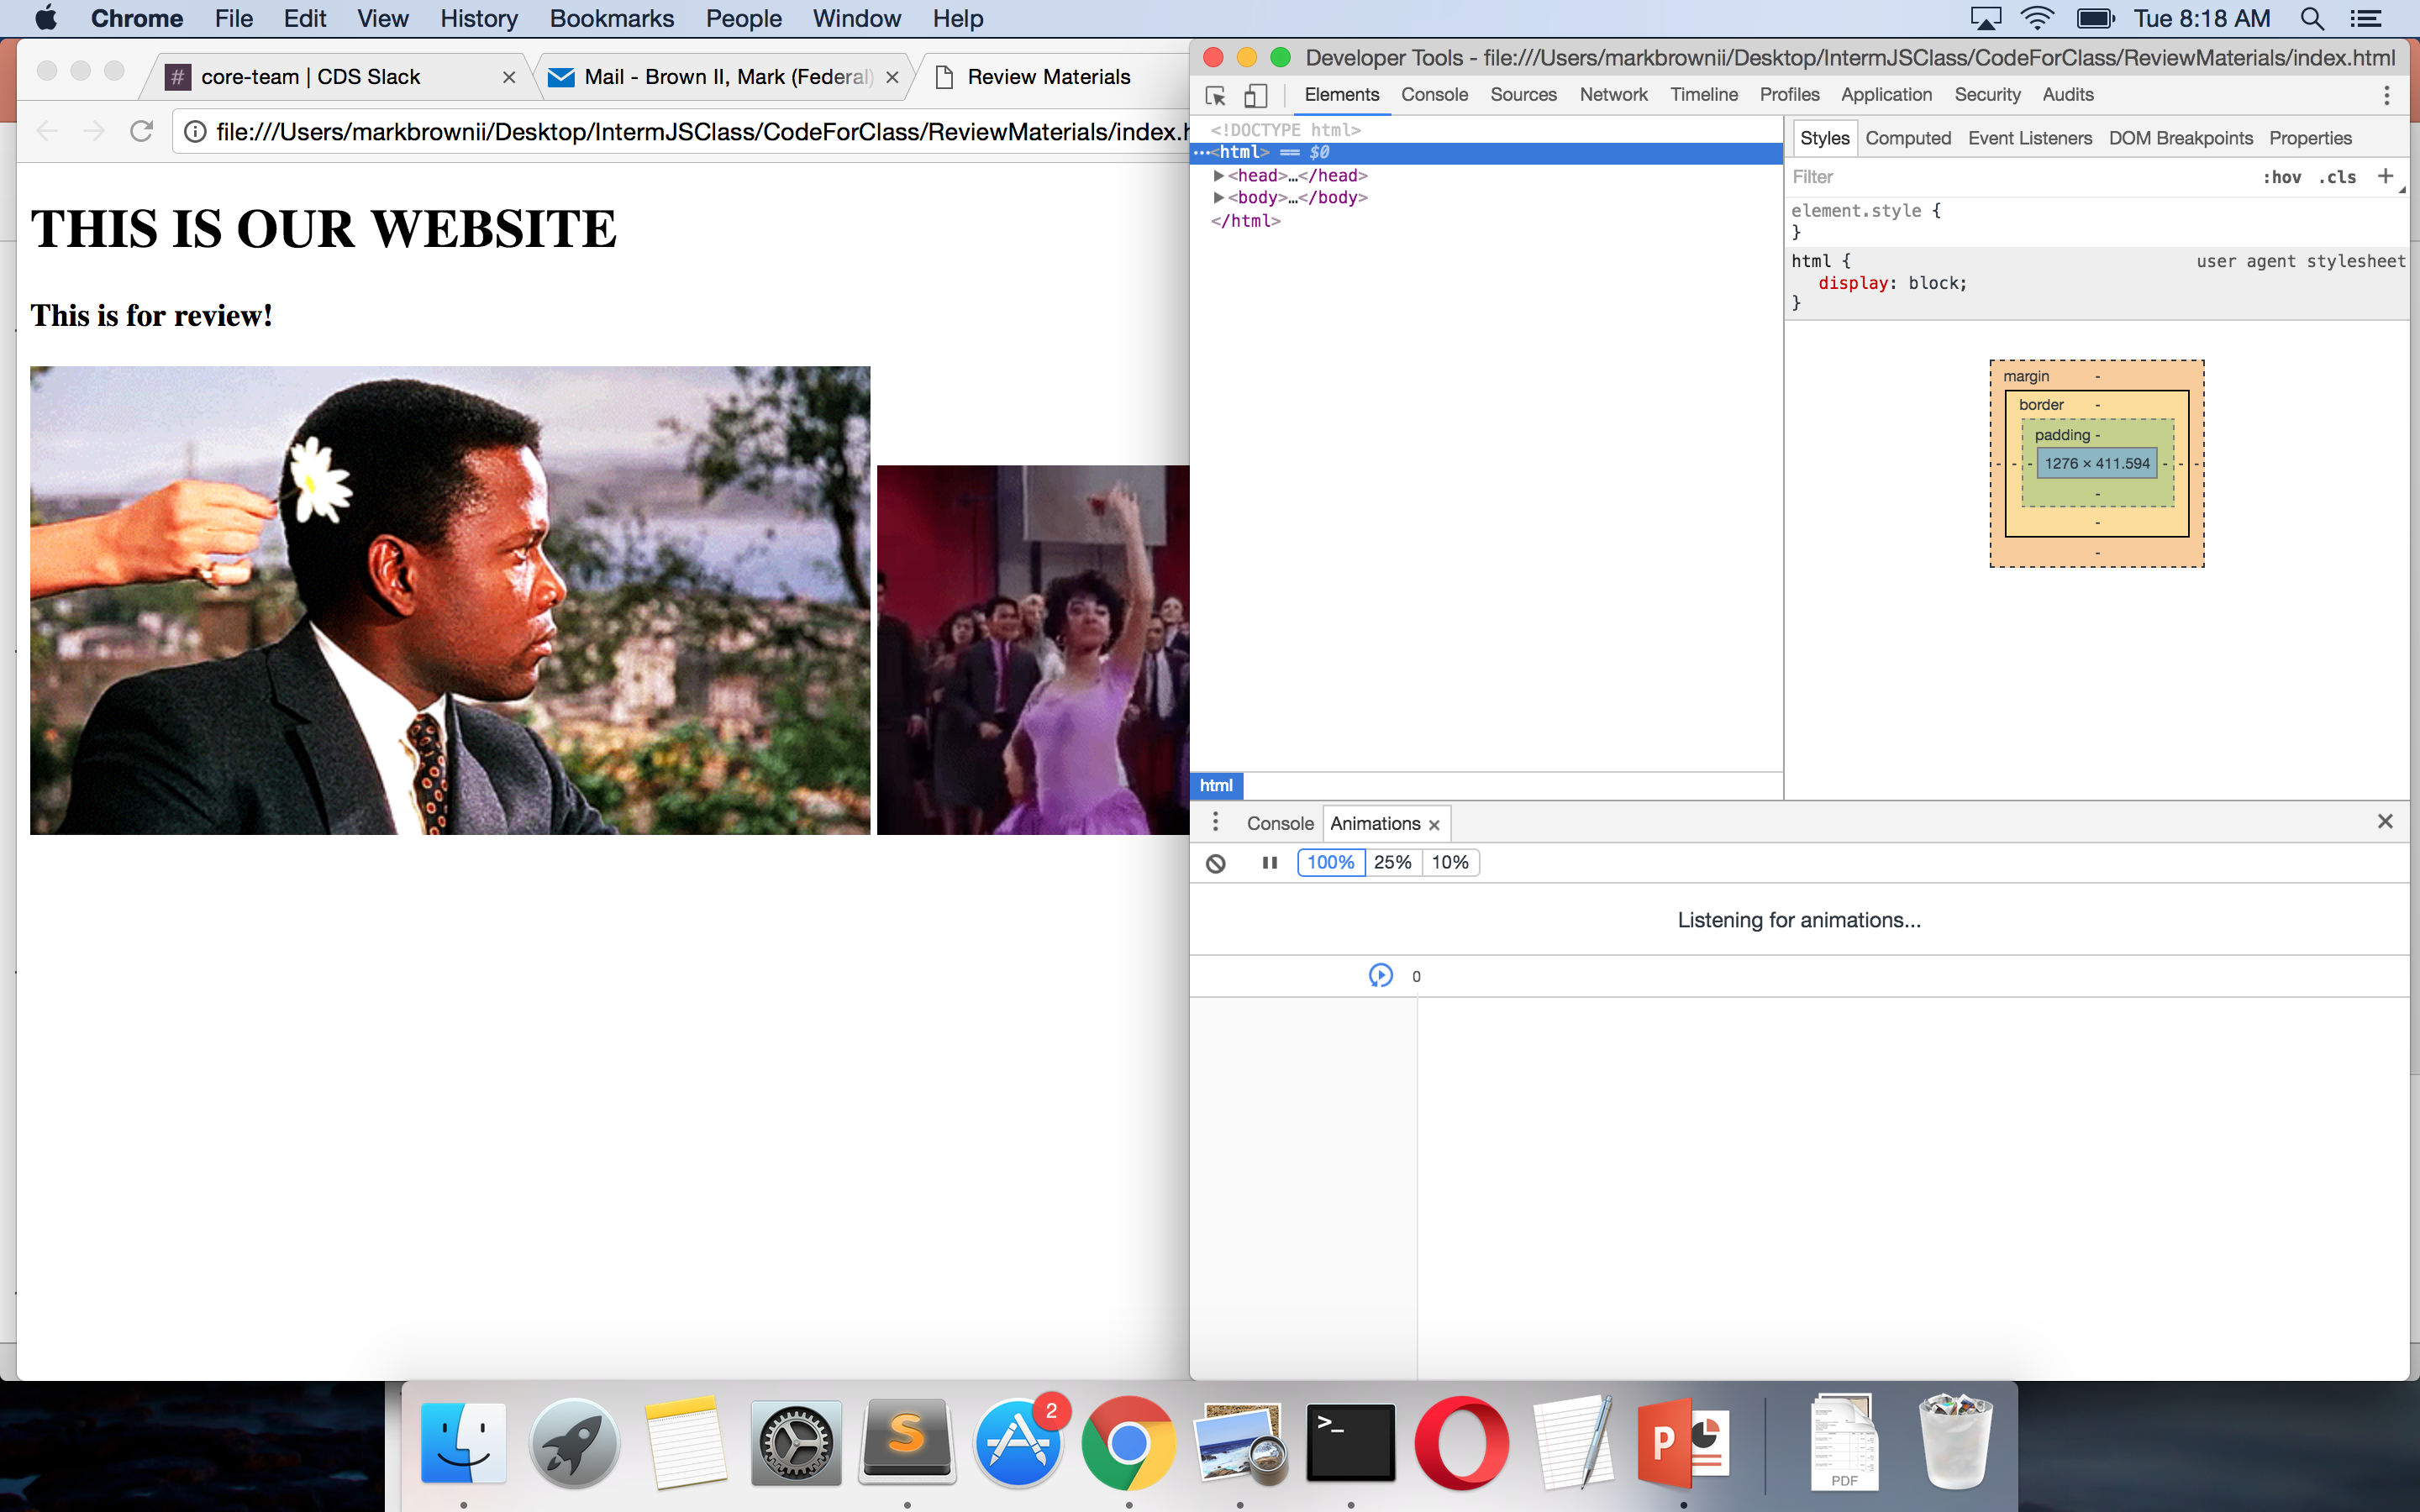 Chrome File Edit View History Bookmarks People Window Help Tue 8:18 AM
# core-team | CDS Slack × Mail - Brown II, Mark (Federal) × Review Materials
file:///Users/markbrownii/Desktop/IntermJSClass/CodeForClass/ReviewMaterials/index.h
THIS IS OUR WEBSITE
This is for review!
Developer Tools - file:///Users/markbrownii/Desktop/IntermJSClass/CodeForClass/ReviewMaterials/index.html
Elements Console Sources Network Timeline Profiles Application Security Audits
<!DOCTYPE html>
…<html> == $0
▶<head>…</head>
▶<body>…</body>
</html>
html
Styles Computed Event Listeners DOM Breakpoints Properties
Filter :hov .cls +
element.style {
}
html { user agent stylesheet
display: block;
}
margin -
border -
padding -
- - - 1276 × 411.594 - - -
-
-
-
Console Animations ×
100% 25% 10%
Listening for animations...
0
S 2 >_ P PDF